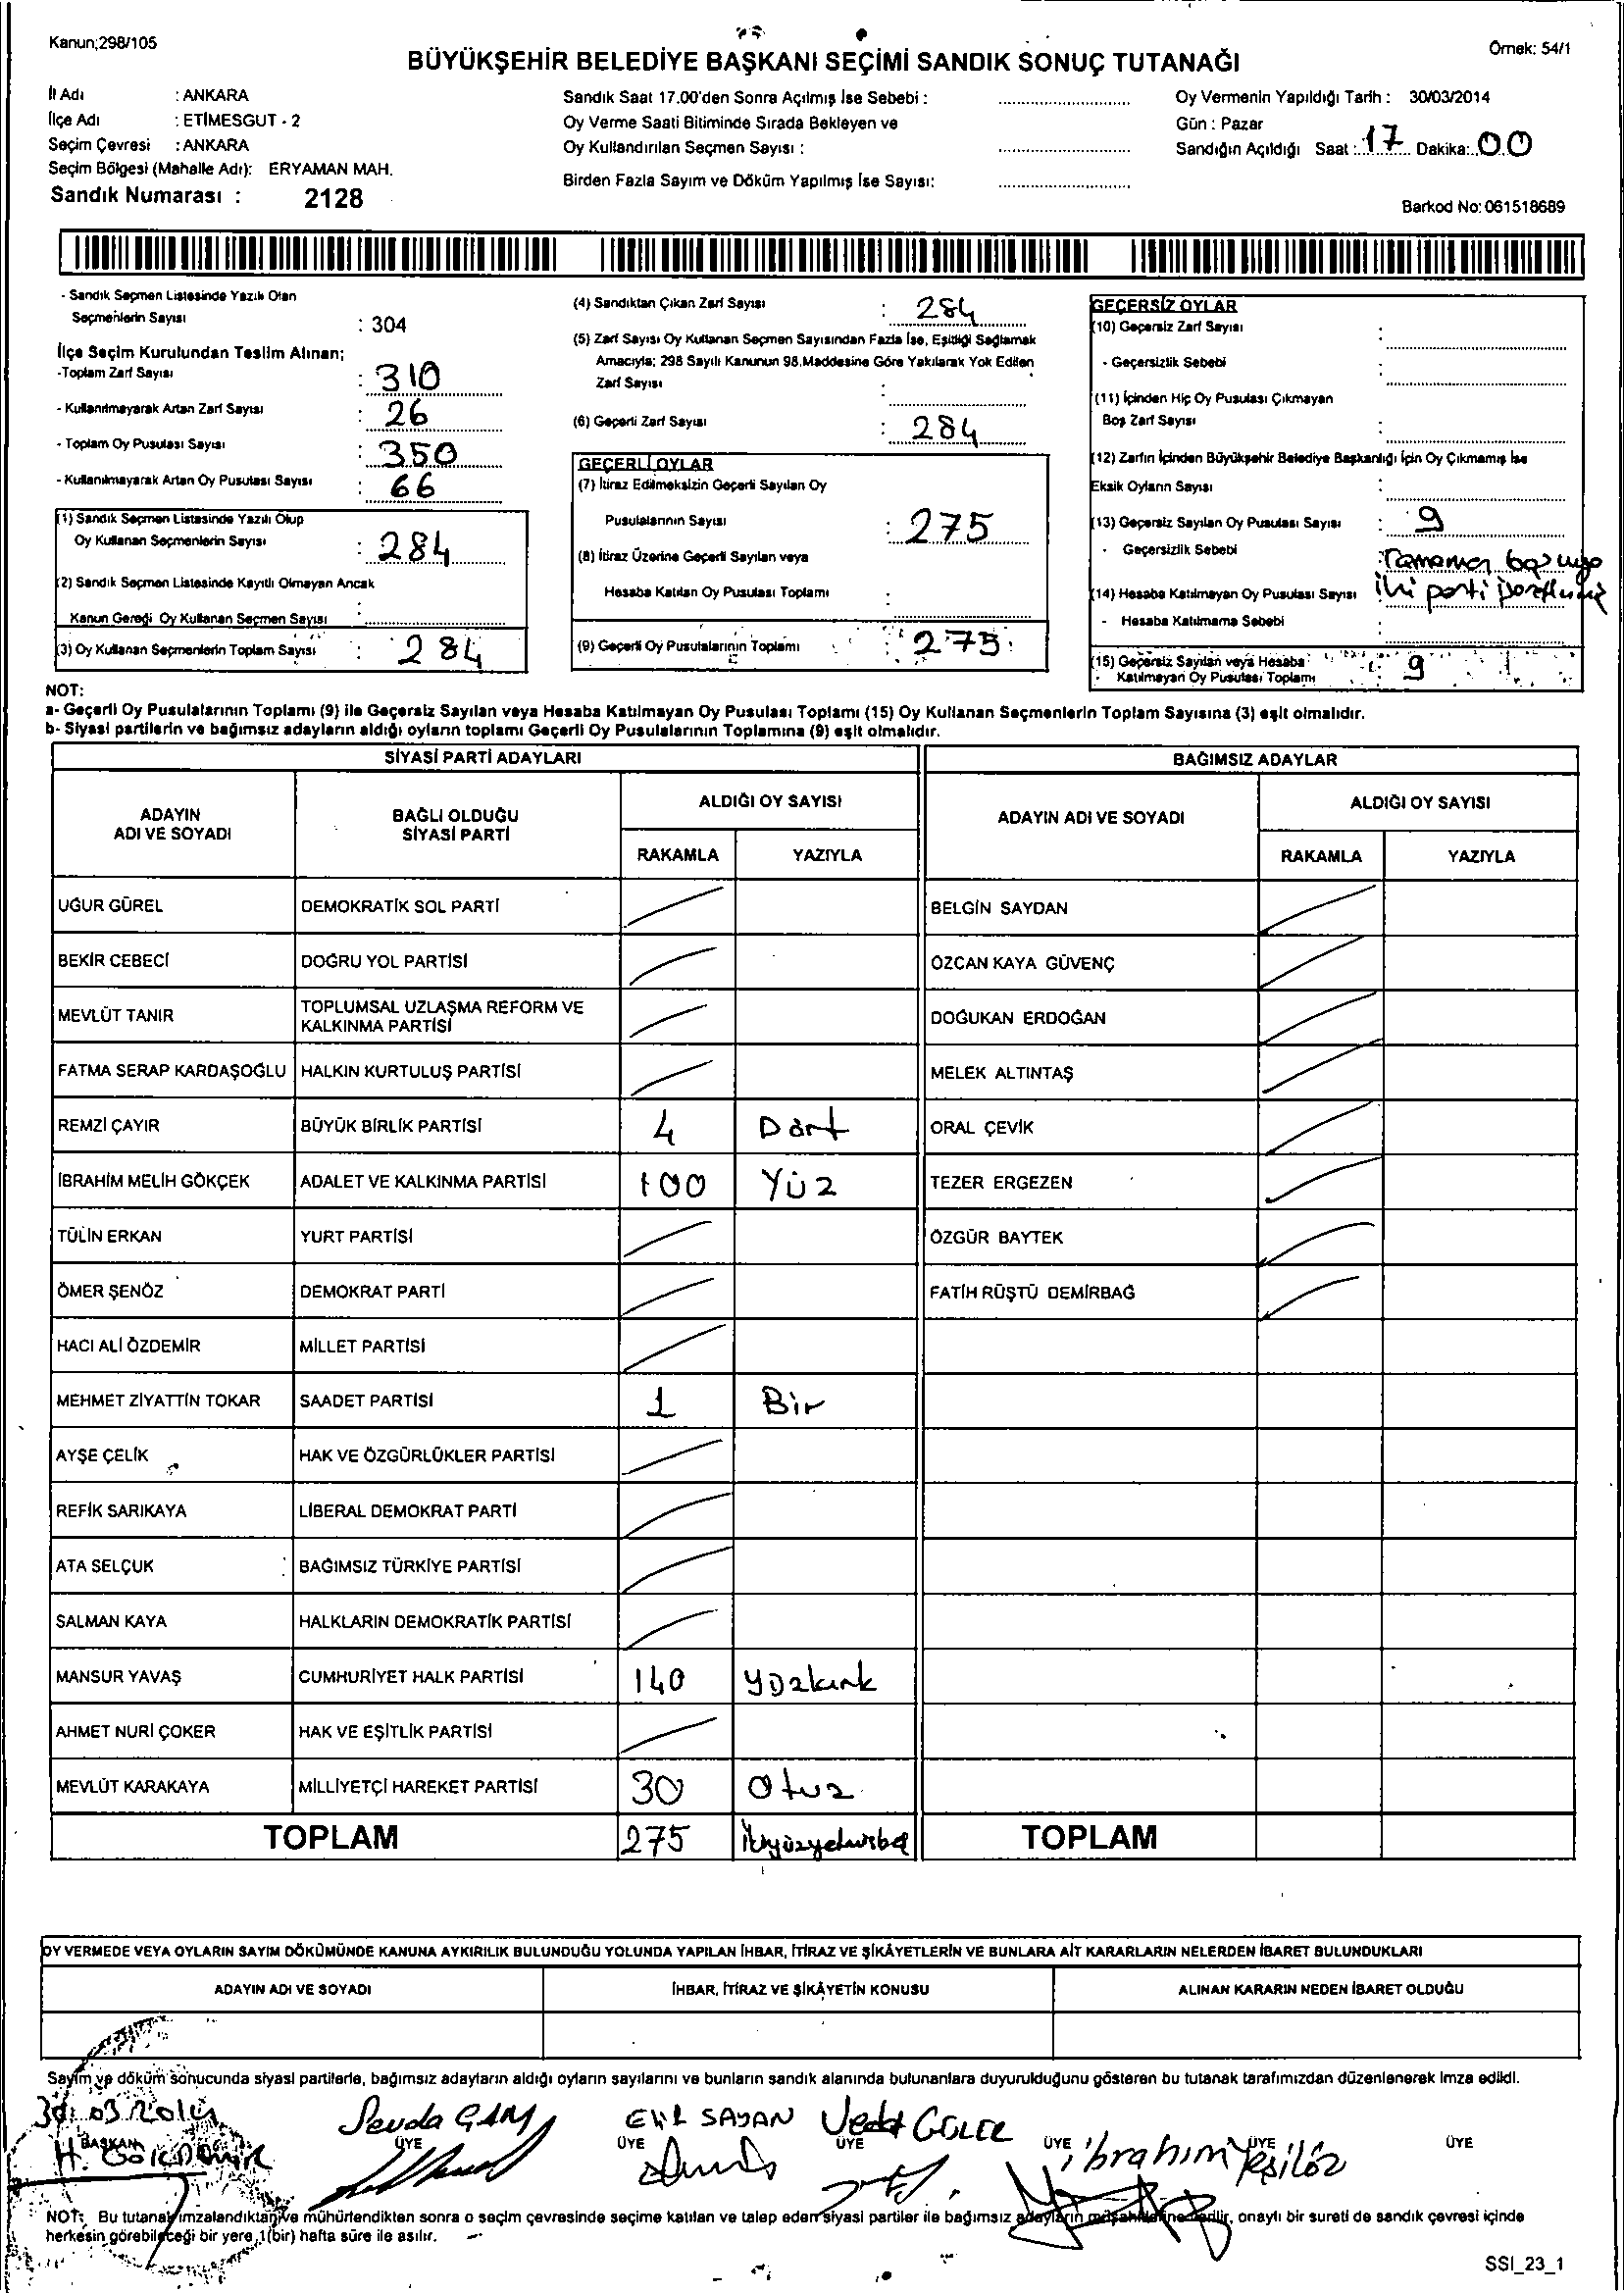 Kanun;298/105
Örnek: 54/1
BÜYÜKŞEHİR BELEDİYE BAŞKANI SEÇİMİ SANDIK SONUÇ TUTANAĞI
İl Adı : ANKARA
İlçe Adı : ETİMESGUT - 2
Seçim Çevresi : ANKARA
Seçim Bölgesi (Mahalle Adı): ERYAMAN MAH.
Sandık Numarası : 2128
Sandık Saat 17.00'den Sonra Açılmış İse Sebebi :
Oy Verme Saati Bitiminde Sırada Bekleyen ve
Oy Kullandırılan Seçmen Sayısı :
Birden Fazla Sayım ve Döküm Yapılmış İse Sayısı:
Oy Vermenin Yapıldığı Tarih : 30/03/2014
Gün : Pazar
Sandığın Açıldığı Saat : 17 Dakika: 00
Barkod No: 061518689
- Sandık Seçmen Listesinde Yazılı Olan
Seçmenlerin Sayısı : 304
İlçe Seçim Kurulundan Teslim Alınan;
-Toplam Zarf Sayısı : 310
- Kullanılmayarak Artan Zarf Sayısı : 26
- Toplam Oy Pusulası Sayısı : 350
- Kullanılmayarak Artan Oy Pusulası Sayısı : 66
(1) Sandık Seçmen Listesinde Yazılı Olup
Oy Kullanan Seçmenlerin Sayısı : 284
(2) Sandık Seçmen Listesinde Kayıtlı Olmayan Ancak
Kanun Gereği Oy Kullanan Seçmen Sayısı :
(3) Oy Kullanan Seçmenlerin Toplam Sayısı : 284
(4) Sandıktan Çıkan Zarf Sayısı : 284
(5) Zarf Sayısı Oy Kullanan Seçmen Sayısından Fazla İse, Eşitliği Sağlamak
Amacıyla; 298 Sayılı Kanunun 98.Maddesine Göre Yakılarak Yok Edilen
Zarf Sayısı :
(6) Geçerli Zarf Sayısı : 284
GEÇERLİ OYLAR
(7) İtiraz Edilmeksizin Geçerli Sayılan Oy
Pusulalarının Sayısı : 275
(8) İtiraz Üzerine Geçerli Sayılan veya
Hesaba Katılan Oy Pusulası Toplamı :
(9) Geçerli Oy Pusulalarının Toplamı : 275
GEÇERSİZ OYLAR
(10) Geçersiz Zarf Sayısı :
- Geçersizlik Sebebi :
(11) İçinden Hiç Oy Pusulası Çıkmayan
Boş Zarf Sayısı :
(12) Zarfın İçinden Büyükşehir Belediye Başkanlığı İçin Oy Çıkmamış İse
Eksik Oyların Sayısı :
(13) Geçersiz Sayılan Oy Pusulası Sayısı : 9
- Geçersizlik Sebebi :
(14) Hesaba Katılmayan Oy Pusulası Sayısı iki parti
- Hesaba Katılmama Sebebi :
(15) Geçersiz Sayılan veya Hesaba
Katılmayan Oy Pusulası Toplamı : 9
NOT:
a- Geçerli Oy Pusulalarının Toplamı (9) ile Geçersiz Sayılan veya Hesaba Katılmayan Oy Pusulası Toplamı (15) Oy Kullanan Seçmenlerin Toplam Sayısına (3) eşit olmalıdır.
b- Siyasi partilerin ve bağımsız adayların aldığı oyların toplamı Geçerli Oy Pusulalarının Toplamına (9) eşit olmalıdır.
SİYASİ PARTİ ADAYLARI
ADAYIN ADI VE SOYADI
BAĞLI OLDUĞU SİYASİ PARTİ
ALDIĞI OY SAYISI
RAKAMLA YAZIYLA
UĞUR GÜREL DEMOKRATİK SOL PARTİ
BEKİR CEBECİ DOĞRU YOL PARTİSİ
MEVLÜT TANIR TOPLUMSAL UZLAŞMA REFORM VE KALKINMA PARTİSİ
FATMA SERAP KARDAŞOĞLU HALKIN KURTULUŞ PARTİSİ
REMZİ ÇAYIR BÜYÜK BİRLİK PARTİSİ 4 Dört
İBRAHİM MELİH GÖKÇEK ADALET VE KALKINMA PARTİSİ 100 Yüz
TÜLİN ERKAN YURT PARTİSİ
ÖMER ŞENÖZ DEMOKRAT PARTİ
HACI ALİ ÖZDEMİR MİLLET PARTİSİ
MEHMET ZİYATTİN TOKAR SAADET PARTİSİ 1 Bir
AYŞE ÇELİK HAK VE ÖZGÜRLÜKLER PARTİSİ
REFİK SARIKAYA LİBERAL DEMOKRAT PARTİ
ATA SELÇUK BAĞIMSIZ TÜRKİYE PARTİSİ
SALMAN KAYA HALKLARIN DEMOKRATİK PARTİSİ
MANSUR YAVAŞ CUMHURİYET HALK PARTİSİ 140 yüzkırk
AHMET NURİ ÇOKER HAK VE EŞİTLİK PARTİSİ
MEVLÜT KARAKAYA MİLLİYETÇİ HAREKET PARTİSİ 30 Otuz
TOPLAM 275
BAĞIMSIZ ADAYLAR
ADAYIN ADI VE SOYADI
ALDIĞI OY SAYISI
RAKAMLA YAZIYLA
BELGİN SAYDAN
ÖZCAN KAYA GÜVENÇ
DOĞUKAN ERDOĞAN
MELEK ALTINTAŞ
ORAL ÇEVİK
TEZER ERGEZEN
ÖZGÜR BAYTEK
FATİH RÜŞTÜ DEMİRBAĞ
TOPLAM
OY VERMEDE VEYA OYLARIN SAYIM DÖKÜMÜNDE KANUNA AYKIRILIK BULUNDUĞU YOLUNDA YAPILAN İHBAR, İTİRAZ VE ŞİKÂYETLERİN VE BUNLARA AİT KARARLARIN NELERDEN İBARET BULUNDUKLARI
ADAYIN ADI VE SOYADI İHBAR, İTİRAZ VE ŞİKÂYETİN KONUSU ALINAN KARARIN NEDEN İBARET OLDUĞU
Sayım ve döküm sonucunda siyasi partilerle, bağımsız adayların aldığı oyların sayılarını ve bunların sandık alanında bulunanlara duyurulduğunu gösteren bu tutanak tarafımızdan düzenlenerek imza edildi.
30.03.2014 Sevda ÇAM SAYAN Vedat
BAŞKAN ÜYE ÜYE ÜYE ÜYE ÜYE ÜYE
H. İbrahim Yeşilöz
NOT: Bu tutanak imzalandıktan ve mühürlendikten sonra o seçim çevresinde seçime katılan ve talep eden siyasi partiler ile bağımsız adayların müşahitlerine verilir, onaylı bir sureti de sandık çevresi içinde
herkesin görebileceği bir yere 1(bir) hafta süre ile asılır.
SSI_23_1